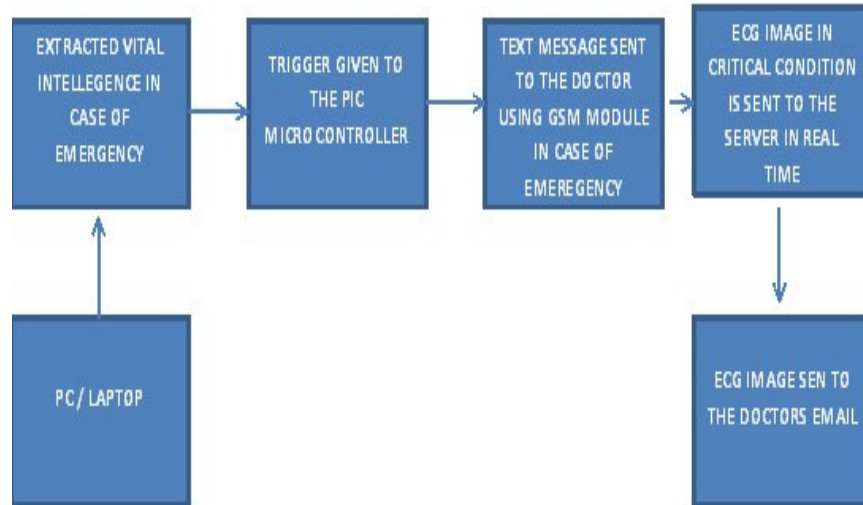 EXTRACTED VITAL
INTELLEGENCE IN
CASE OF
EMERGENCY
TRIGGER GIVEN TO
THE PIC
MICRO CONTROLLER
TEXT MESSAGE SENT
TO THE DOCTOR
USING GSM MODULE
IN CASE OF
EMEREGENCY
ECG IMAGE IN
CRITICAL CONDITION
IS SENT TO THE
SERVER IN REAL
TIME
PC / LAPTOP
ECG IMAGE SEN TO
THE DOCTORS EMAIL